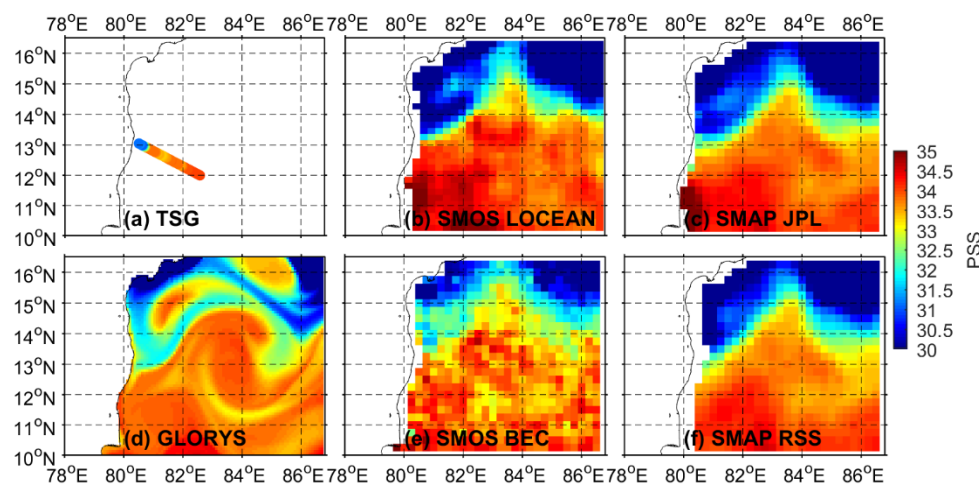 78°E 80°E 82°E 84°E 86°E 78°E 80°E 82°E 84°E 86°E 78°E 80°E 82°E 84°E 86°E
16°N
15°N
14°N
13°N
12°N
11°N
10°N
(a) TSG
(b) SMOS LOCEAN
(c) SMAP JPL
16°N
15°N
14°N
13°N
12°N
11°N
10°N
(d) GLORYS
(e) SMOS BEC
(f) SMAP RSS
78°E 80°E 82°E 84°E 86°E 78°E 80°E 82°E 84°E 86°E 78°E 80°E 82°E 84°E 86°E
35
34.5
34
33.5
33
32.5
32
31.5
31
30.5
30
PSS